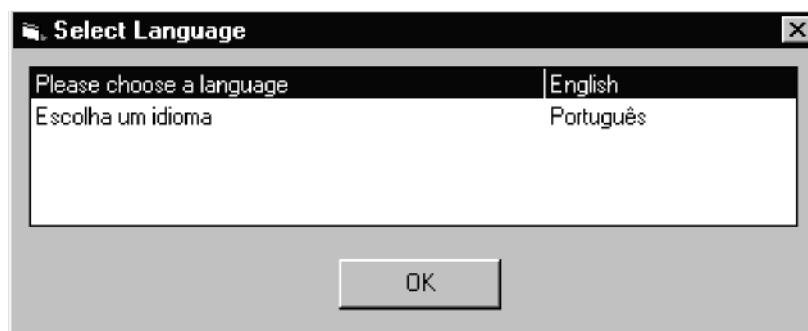 Select Language
Please choose a language English
Escolha um idioma Português
OK